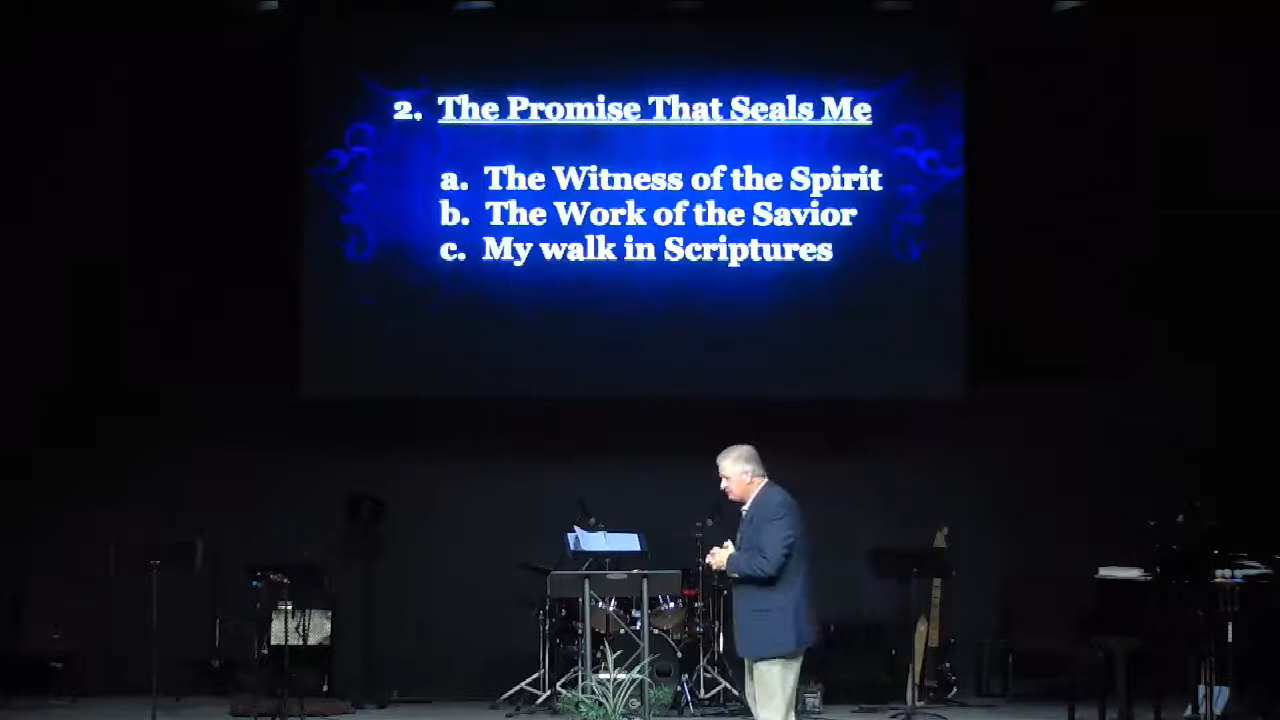 2. The Promise That Seals Me
a. The Witness of the Spirit
b. The Work of the Savior
c. My walk in Scriptures